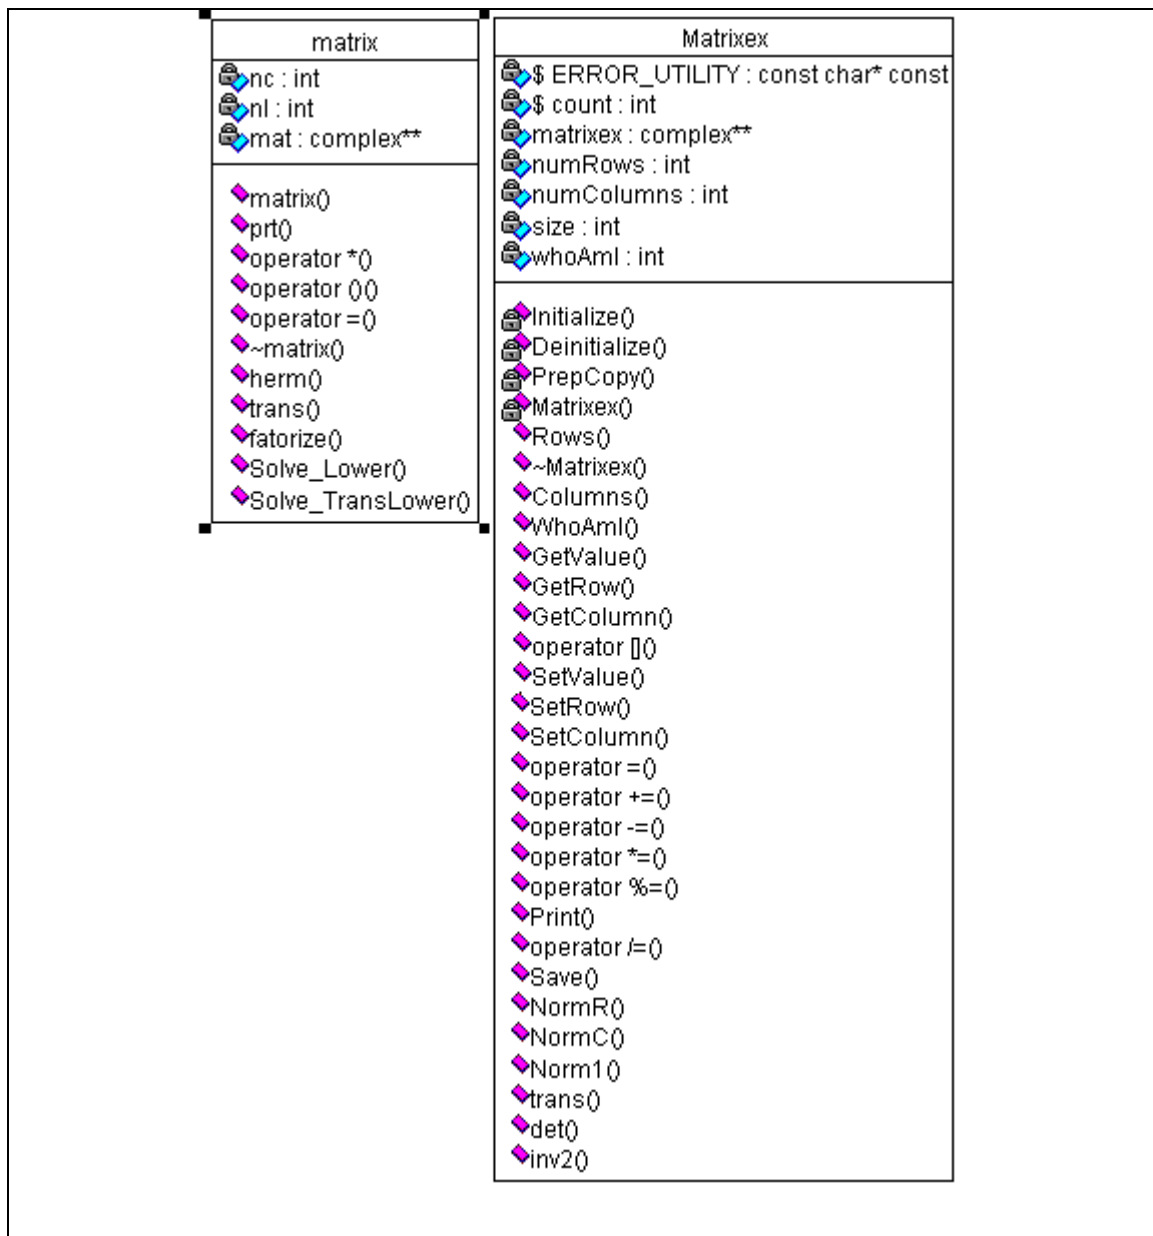 matrix
nc : int
nl : int
mat : complex**
matrix()
prt()
operator *()
operator ()()
operator =()
~matrix()
herm()
trans()
fatorize()
Solve_Lower()
Solve_TransLower()
Matrixex
$ ERROR_UTILITY : const char* const
$ count : int
matrixex : complex**
numRows : int
numColumns : int
size : int
whoAmI : int
Initialize()
Deinitialize()
PrepCopy()
Matrixex()
Rows()
~Matrixex()
Columns()
WhoAmI()
GetValue()
GetRow()
GetColumn()
operator []()
SetValue()
SetRow()
SetColumn()
operator =()
operator +=()
operator -=()
operator *=()
operator %=()
Print()
operator /=()
Save()
NormR()
NormC()
Norm1()
trans()
det()
inv2()